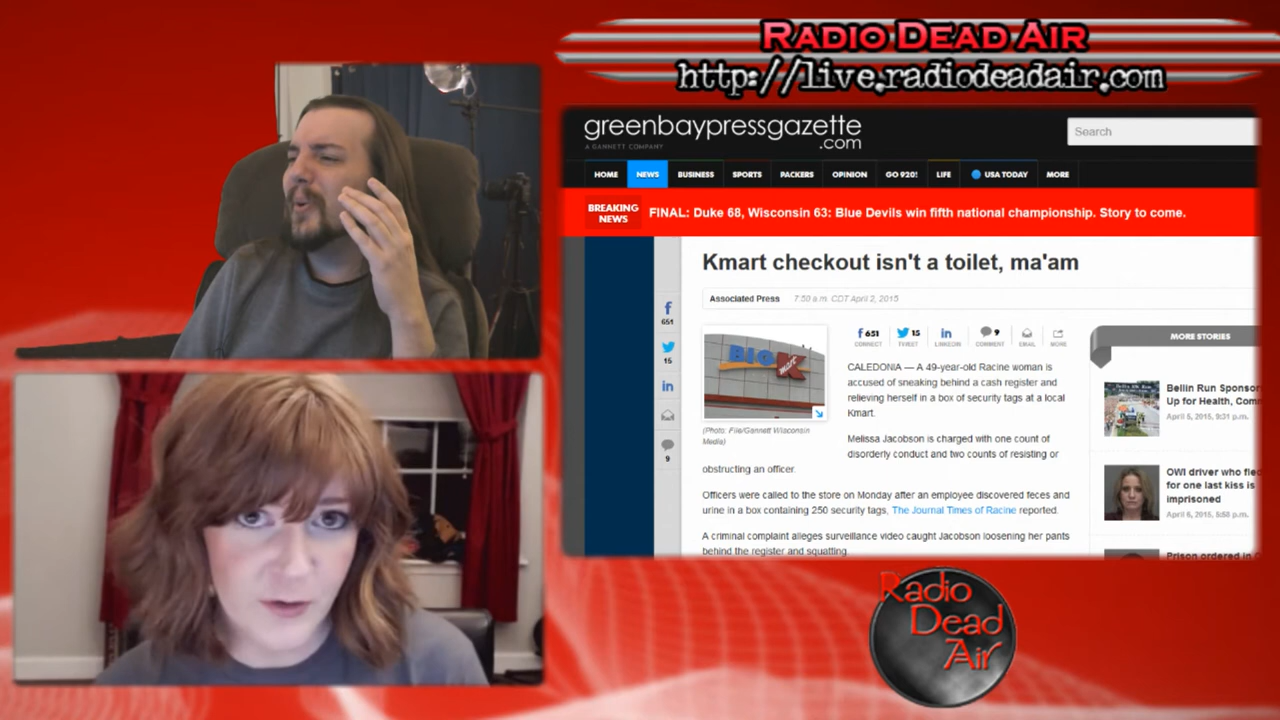 RADIO DEAD AIR
http://live.radiodeadair.com
greenbaypressgazette
.com
A GANNETT COMPANY
Search
HOME NEWS BUSINESS SPORTS PACKERS OPINION GO 920! LIFE USA TODAY MORE
BREAKING NEWS
FINAL: Duke 68, Wisconsin 63: Blue Devils win fifth national championship. Story to come.
Kmart checkout isn't a toilet, ma'am
Associated Press 7:50 a.m. CDT April 2, 2015
651
15
9
BIG K
mart
(Photo: File/Gannett Wisconsin
Media)
651 CONNECT
15 TWEET
LINKEDIN
9 COMMENT
EMAIL
MORE
CALEDONIA — A 49-year-old Racine woman is
accused of sneaking behind a cash register and
relieving herself in a box of security tags at a local
Kmart.
Melissa Jacobson is charged with one count of
disorderly conduct and two counts of resisting or
obstructing an officer.
Officers were called to the store on Monday after an employee discovered feces and
urine in a box containing 250 security tags, The Journal Times of Racine reported.
A criminal complaint alleges surveillance video caught Jacobson loosening her pants
behind the register and squatting.
MORE STORIES
Bellin Run Sponsor
Up for Health, Com
April 5, 2015, 9:31 p.m.
OWI driver who fle
for one last kiss is
imprisoned
April 6, 2015, 5:58 p.m.
Prison ordered in
Radio
Dead
Air